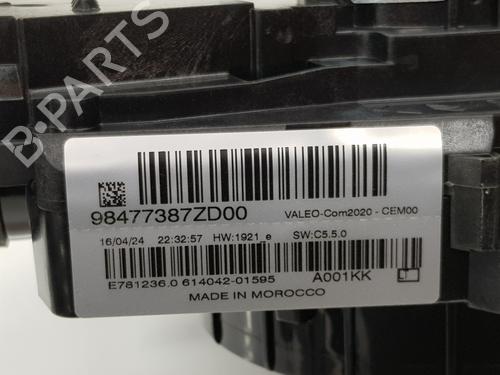 B-PARTS
98477387ZD00 VALEO-Com2020 - CEM00
16/04/24 22:32:57 HW:1921_e SW:C5.5.0
E781236.0 614042-01595 A001KK
MADE IN MOROCCO